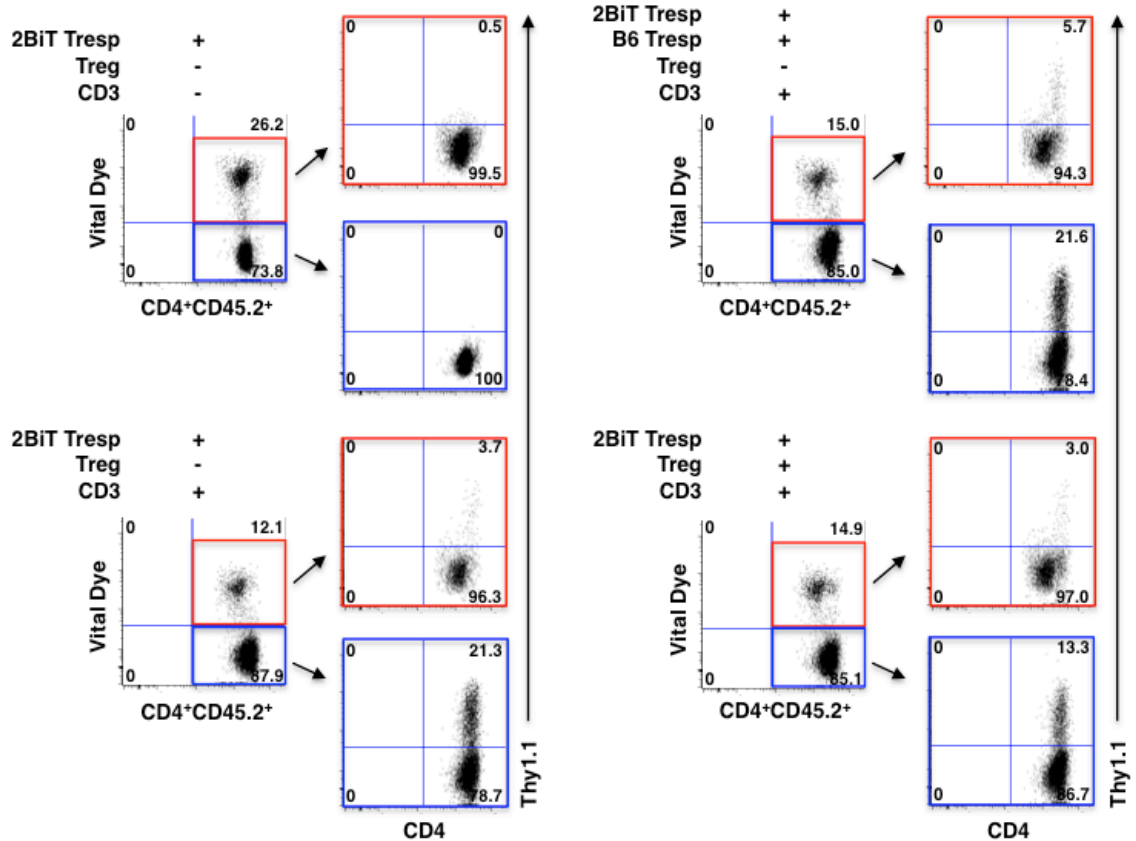 2BiT Tresp +
Treg -
CD3 -
0 26.2
0 73.8
Vital Dye
CD4+CD45.2+
0 0.5
0 99.5
0 0
0 100
2BiT Tresp +
B6 Tresp +
Treg -
CD3 +
0 15.0
0 85.0
Vital Dye
CD4+CD45.2+
0 5.7
0 94.3
0 21.6
0 78.4
2BiT Tresp +
Treg -
CD3 +
0 12.1
0 87.9
Vital Dye
CD4+CD45.2+
0 3.7
0 96.3
0 21.3
0 78.7
CD4
Thy1.1
2BiT Tresp +
Treg +
CD3 +
0 14.9
0 85.1
Vital Dye
CD4+CD45.2+
0 3.0
0 97.0
0 13.3
0 86.7
CD4
Thy1.1